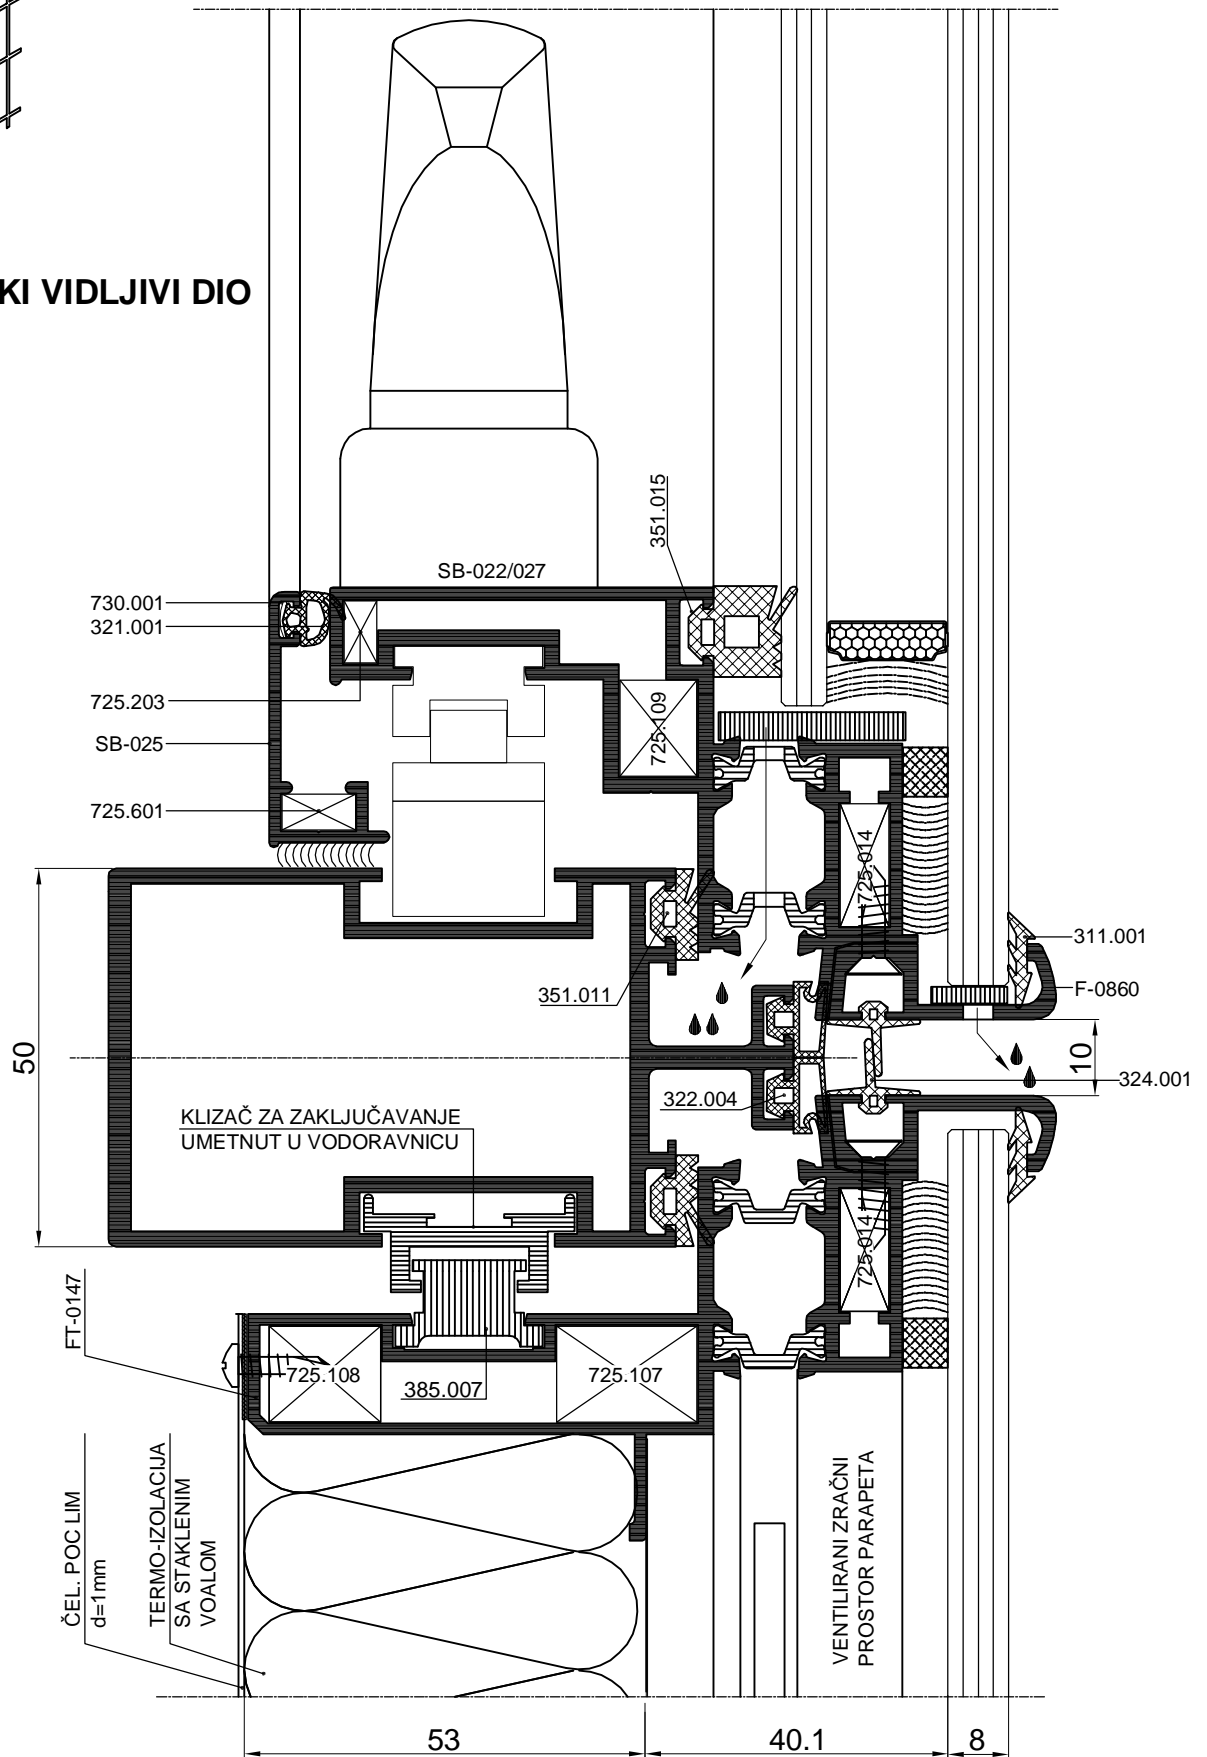 KI VIDLJIVI DIO
351.015
SB-022/027
730.001
321.001
725.203
SB-025
725.601
725.109
725.014
311.001
F-0860
351.011
50
10
324.001
322.004
KLIZAČ ZA ZAKLJUČAVANJE
UMETNUT U VODORAVNICU
725.014
FT-0147
725.108
385.007
725.107
ČEL. POC LIM
d=1mm
TERMO-IZOLACIJA
SA STAKLENIM
VOALOM
VENTILIRANI ZRAČNI
PROSTOR PARAPETA
53
40.1
8